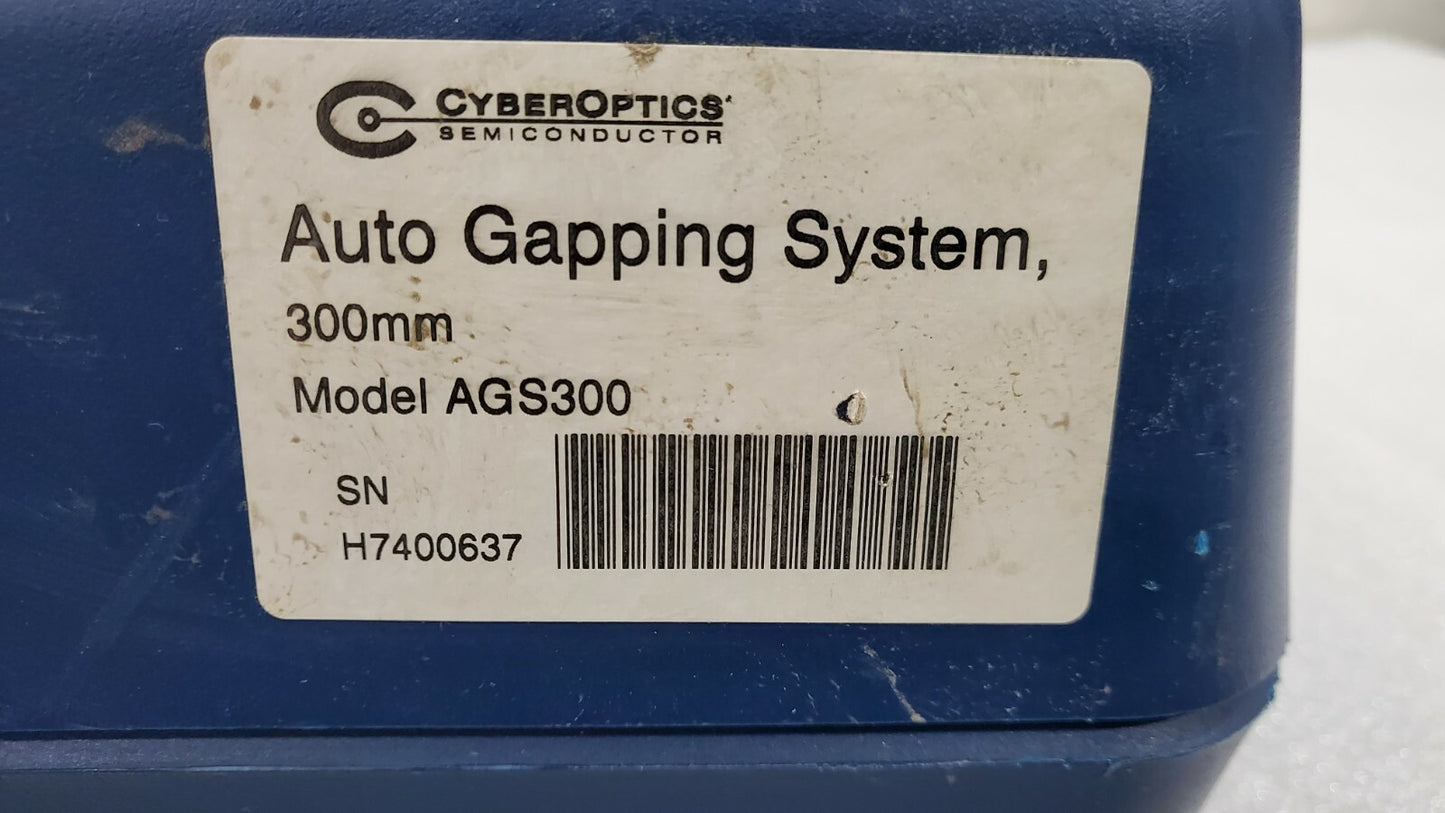 CYBEROPTICS
SEMICONDUCTOR
Auto Gapping System,
300mm
Model AGS300
SN
H7400637